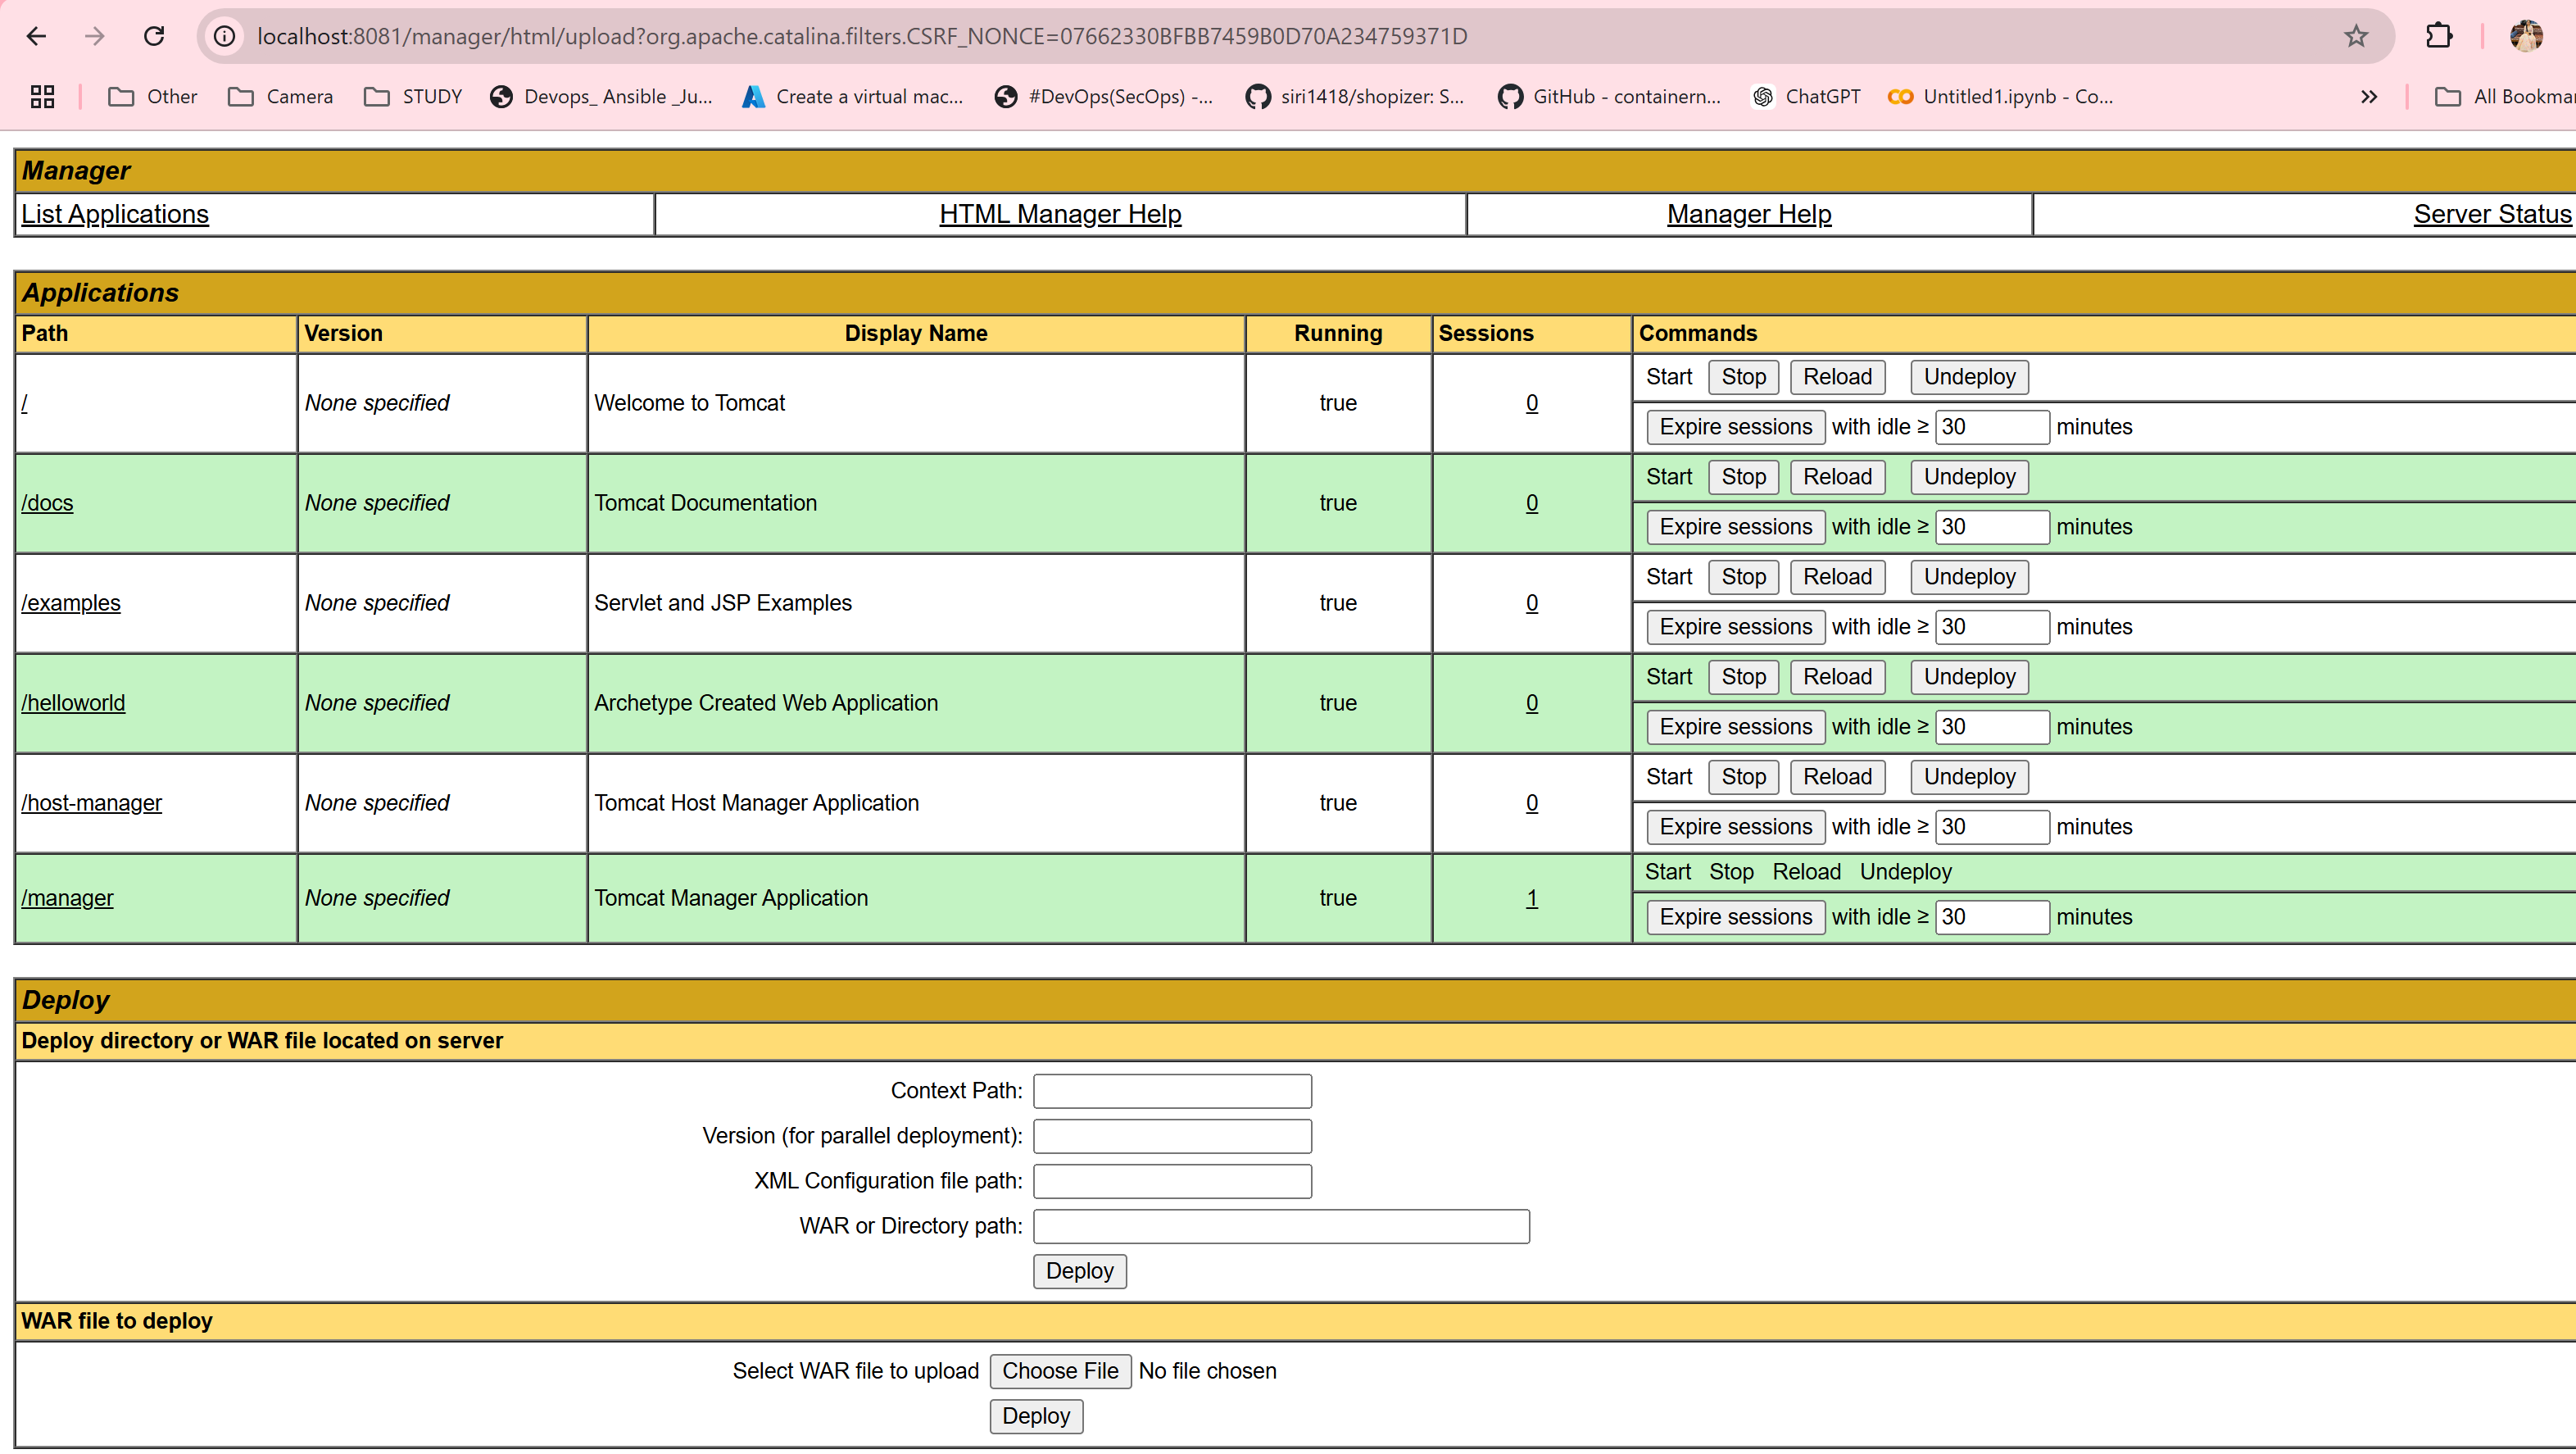 localhost:8081/manager/html/upload?org.apache.catalina.filters.CSRF_NONCE=07662330BFBB7459B0D70A234759371D
Other Camera STUDY Devops_ Ansible _Ju... Create a virtual mac... #DevOps(SecOps) -... siri1418/shopizer: S... GitHub - containern... ChatGPT Untitled1.ipynb - Co... » All Bookmar
Manager
List Applications HTML Manager Help Manager Help Server Status
Applications
Path Version Display Name Running Sessions Commands
/ None specified Welcome to Tomcat true 0 Start Stop Reload Undeploy
Expire sessions with idle ≥ 30 minutes
/docs None specified Tomcat Documentation true 0 Start Stop Reload Undeploy
Expire sessions with idle ≥ 30 minutes
/examples None specified Servlet and JSP Examples true 0 Start Stop Reload Undeploy
Expire sessions with idle ≥ 30 minutes
/helloworld None specified Archetype Created Web Application true 0 Start Stop Reload Undeploy
Expire sessions with idle ≥ 30 minutes
/host-manager None specified Tomcat Host Manager Application true 0 Start Stop Reload Undeploy
Expire sessions with idle ≥ 30 minutes
/manager None specified Tomcat Manager Application true 1 Start Stop Reload Undeploy
Expire sessions with idle ≥ 30 minutes
Deploy
Deploy directory or WAR file located on server
Context Path:
Version (for parallel deployment):
XML Configuration file path:
WAR or Directory path:
Deploy
WAR file to deploy
Select WAR file to upload Choose File No file chosen
Deploy